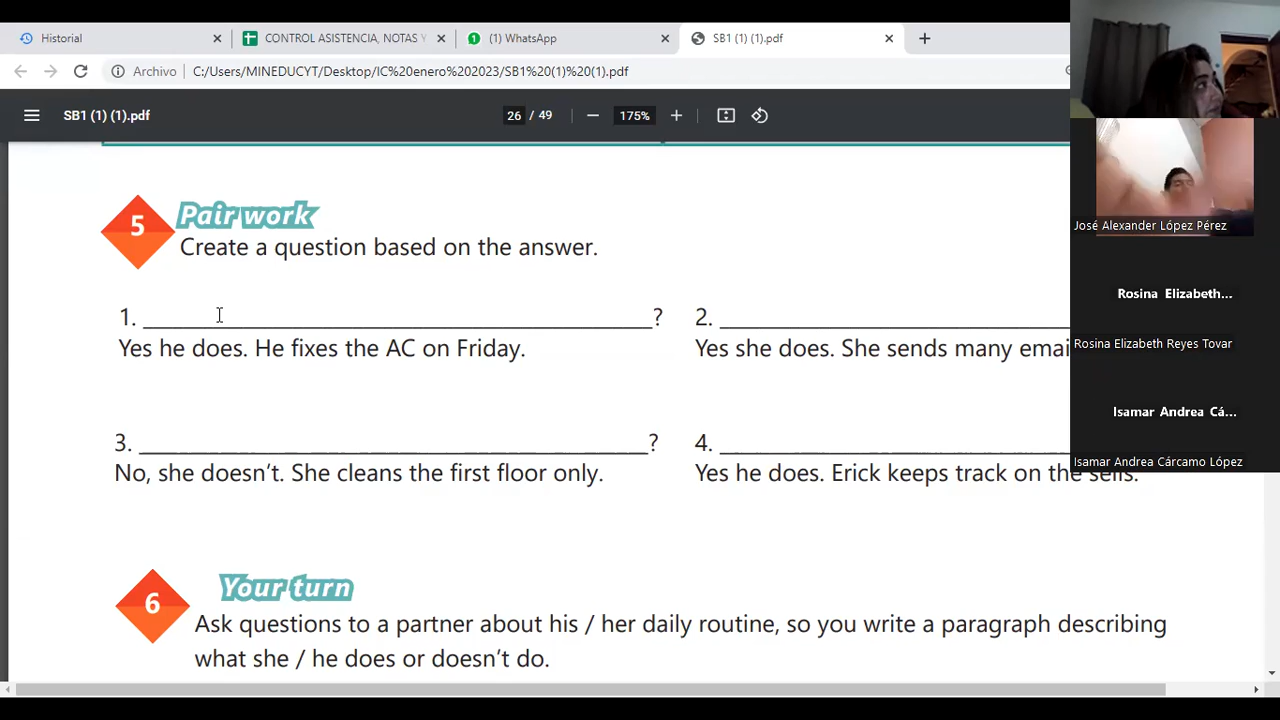 Historial
CONTROL ASISTENCIA, NOTAS Y
(1) WhatsApp
SB1 (1) (1).pdf
Archivo
C:/Users/MINEDUCYT/Desktop/IC%20enero%202023/SB1%20(1)%20(1).pdf
SB1 (1) (1).pdf
26 / 49
175%
5
Pair work
Create a question based on the answer.
1. ______________________________________________?
Yes he does. He fixes the AC on Friday.
2. ________________________________
Yes she does. She sends many emai
3. ______________________________________________?
No, she doesn't. She cleans the first floor only.
4. ________________________________
Yes he does. Erick keeps track on the sells.
6
Your turn
Ask questions to a partner about his / her daily routine, so you write a paragraph describing
what she / he does or doesn't do.
José Alexander López Pérez
Rosina Elizabeth...
Rosina Elizabeth Reyes Tovar
Isamar Andrea Cá...
Isamar Andrea Cárcamo López